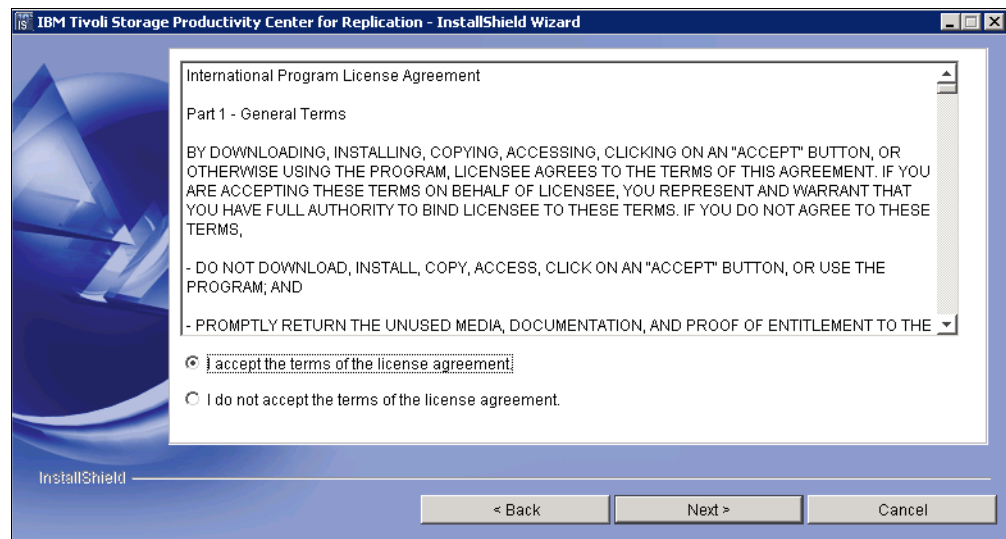 IBM Tivoli Storage Productivity Center for Replication - InstallShield Wizard
International Program License Agreement
Part 1 - General Terms
BY DOWNLOADING, INSTALLING, COPYING, ACCESSING, CLICKING ON AN "ACCEPT" BUTTON, OR
OTHERWISE USING THE PROGRAM, LICENSEE AGREES TO THE TERMS OF THIS AGREEMENT. IF YOU
ARE ACCEPTING THESE TERMS ON BEHALF OF LICENSEE, YOU REPRESENT AND WARRANT THAT
YOU HAVE FULL AUTHORITY TO BIND LICENSEE TO THESE TERMS. IF YOU DO NOT AGREE TO THESE
TERMS,
- DO NOT DOWNLOAD, INSTALL, COPY, ACCESS, CLICK ON AN "ACCEPT" BUTTON, OR USE THE
PROGRAM; AND
- PROMPTLY RETURN THE UNUSED MEDIA, DOCUMENTATION, AND PROOF OF ENTITLEMENT TO THE
I accept the terms of the license agreement.
I do not accept the terms of the license agreement.
InstallShield
< Back Next > Cancel